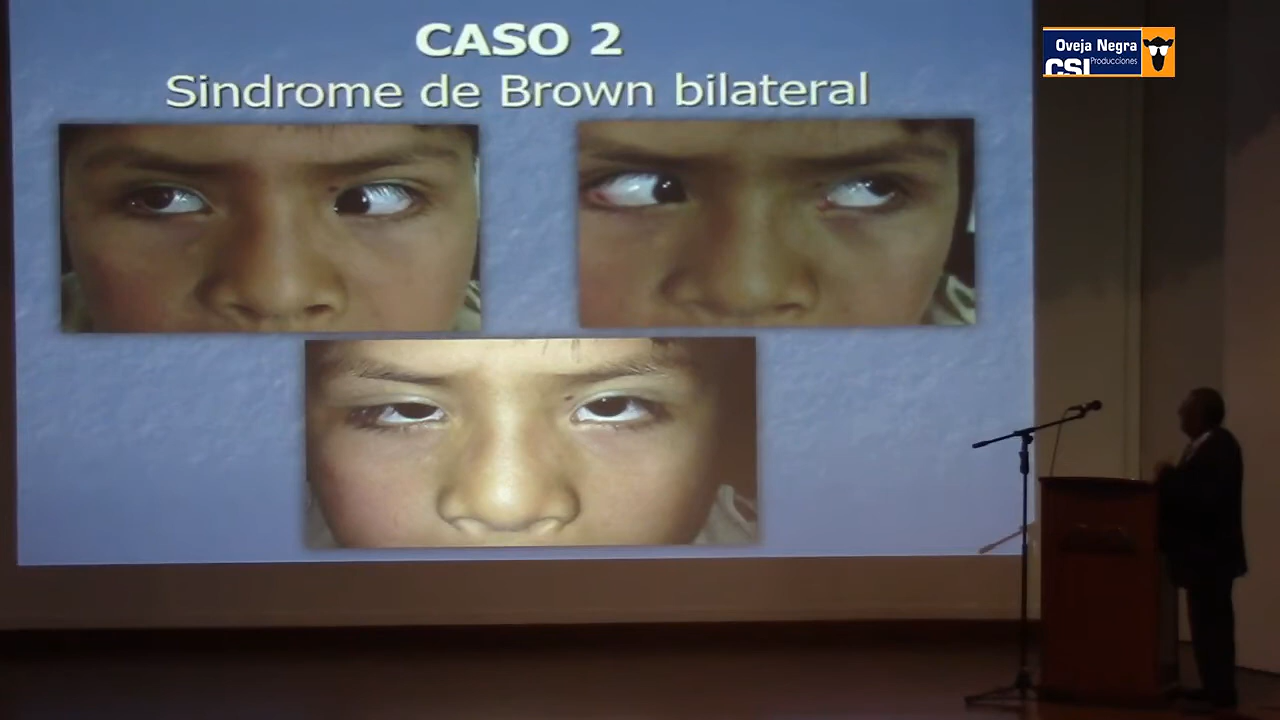 CASO 2
Sindrome de Brown bilateral
Oveja Negra
CSI Producciones